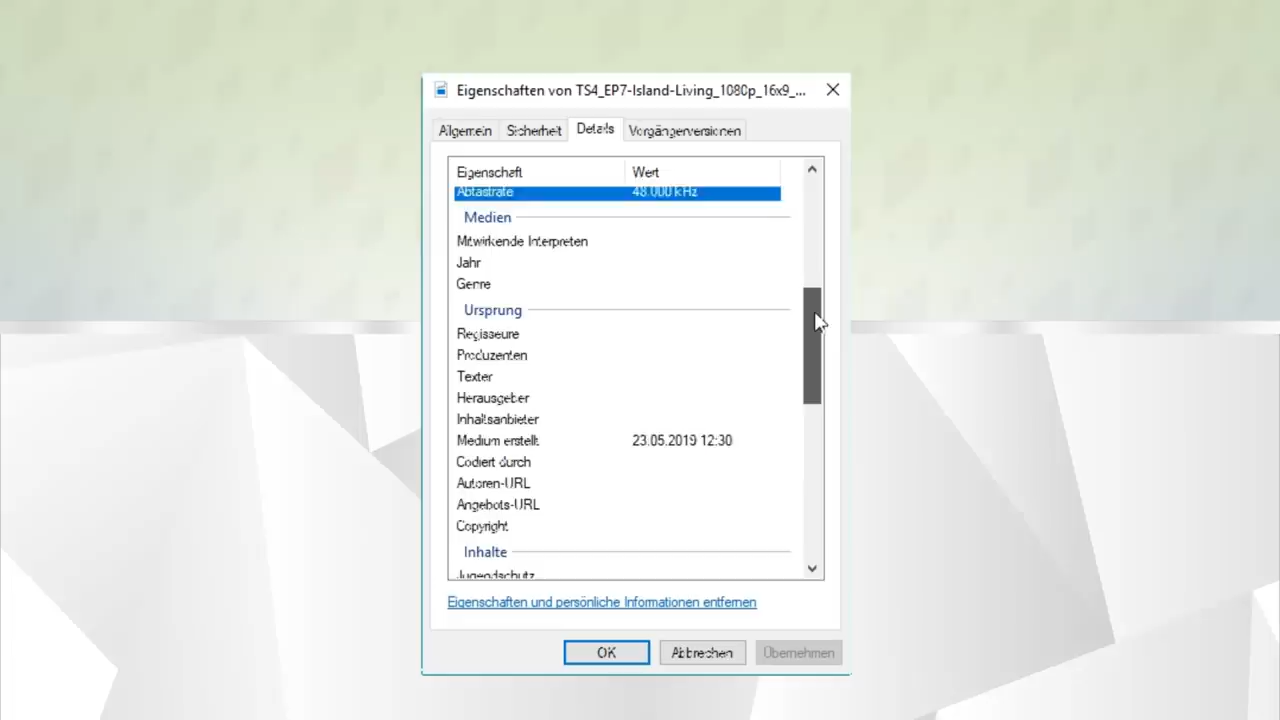 Eigenschaften von TS4_EP7-Island-Living_1080p_16x9_...
Allgemein Sicherheit Details Vorgängerversionen
Eigenschaft Wert
Abtastrate 48.000 kHz
Medien
Mitwirkende Interpreten
Jahr
Genre
Ursprung
Regisseure
Produzenten
Texter
Herausgeber
Inhaltsanbieter
Medium erstellt 23.05.2019 12:30
Codiert durch
Autoren-URL
Angebots-URL
Copyright
Inhalte
Jugendschutz
Eigenschaften und persönliche Informationen entfernen
OK Abbrechen Übernehmen